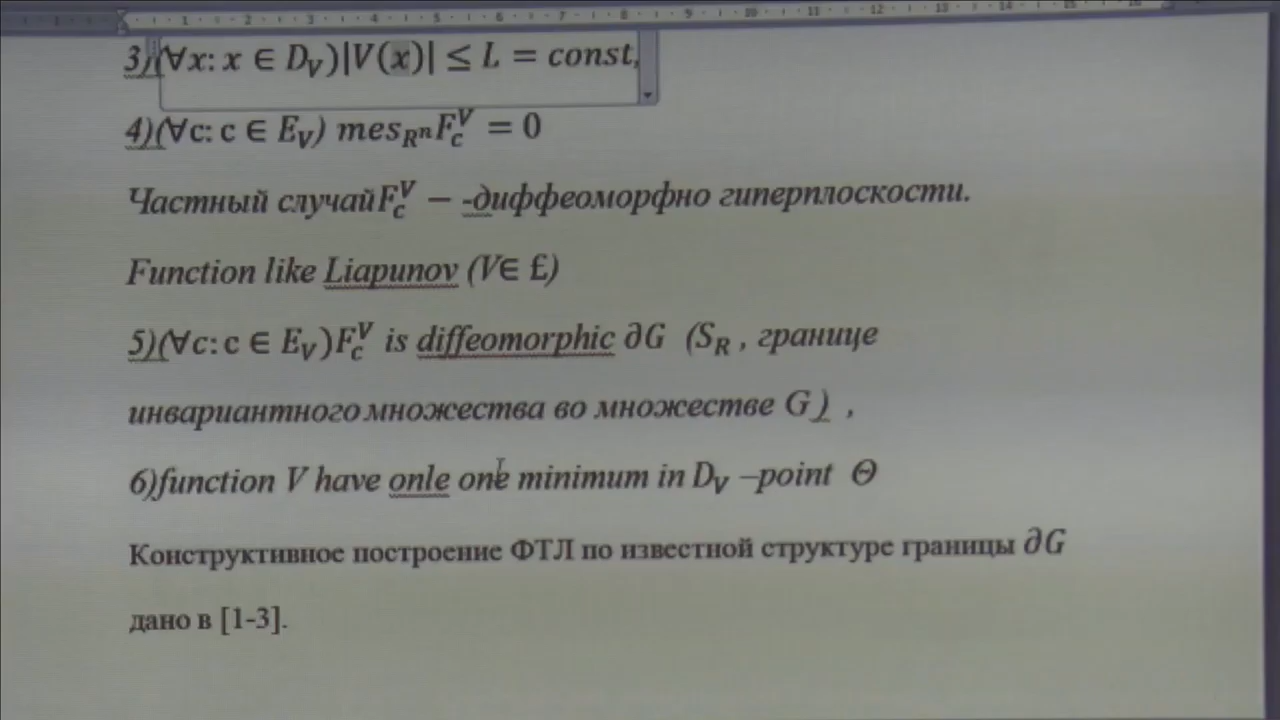 3)(∀x: x ∈ D_V)|V(x)| ≤ L = const,
4)(∀c: c ∈ E_V) mes_{R^n}F_c^V = 0
Частный случайF_c^V − -диффеоморфно гиперплоскости.
Function like Liapunov (V∈ £)
5)(∀c: c ∈ E_V)F_c^V is diffeomorphic ∂G (S_R , границе
инвариантного множества во множестве G) ,
6)function V have onle one minimum in D_V –point Θ
Конструктивное построение ФТЛ по известной структуре границы ∂G
дано в [1-3].